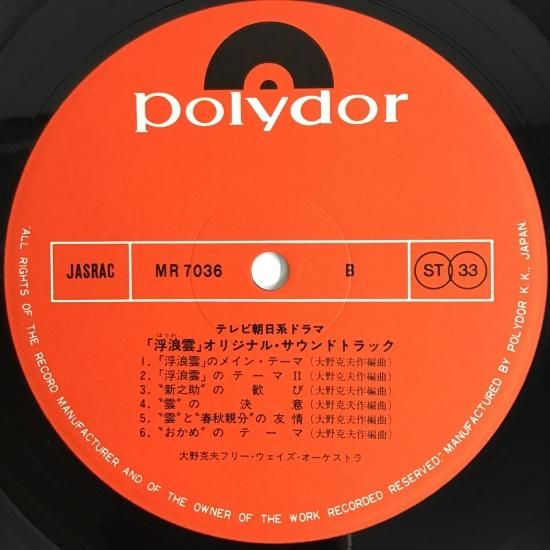 polydor
JASRAC MR 7036 B ST 33
テレビ朝日系ドラマ
はぐれ
「浮浪雲」オリジナル・サウンドトラック
1.「浮浪雲」のメイン・テーマ(大野克夫作編曲)
2.「浮浪雲」のテーマII(大野克夫作編曲)
3.“新之助”の歓び(大野克夫作編曲)
4.“雲”の決意(大野克夫作編曲)
5.“雲”と“春秋親分”の友情(大野克夫作編曲)
6.“おかめ”のテーマ(大野克夫作編曲)
大野克夫フリー・ウェイズ・オーケストラ
"ALL RIGHTS OF THE RECORD MANUFACTURER AND OF THE OWNER OF THE WORK RECORDED RESERVED." MANUFACTURED BY POLYDOR K.K., JAPAN.